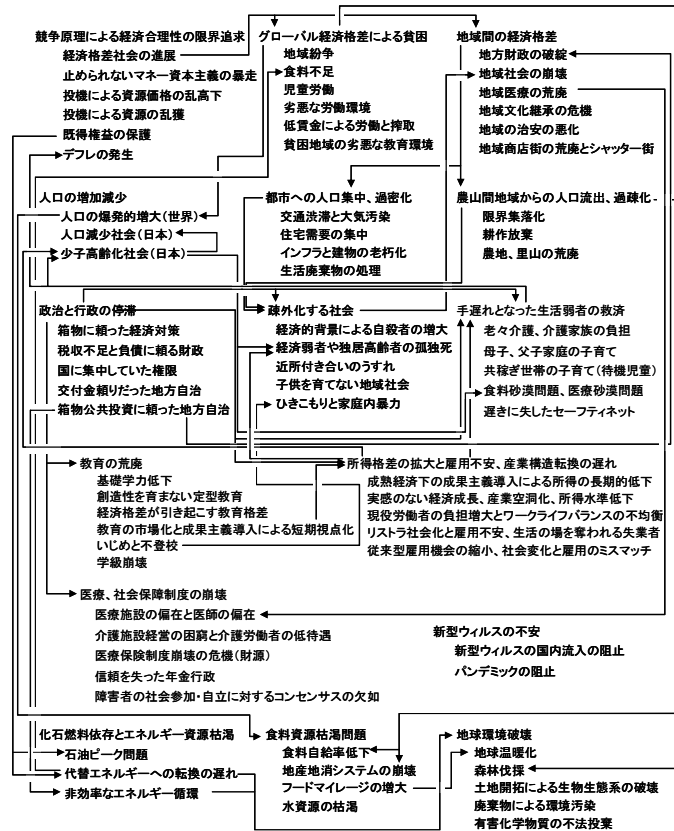 競争原理による経済合理性の限界追求
経済格差社会の進展
止められないマネー資本主義の暴走
投機による資源価格の乱高下
投機による資源の乱獲
既得権益の保護
デフレの発生
グローバル経済格差による貧困
地域紛争
食料不足
児童労働
劣悪な労働環境
低賃金による労働と搾取
貧困地域の劣悪な教育環境
地域間の経済格差
地方財政の破綻
地域社会の崩壊
地域医療の荒廃
地域文化継承の危機
地域の治安の悪化
地域商店街の荒廃とシャッター街
人口の増加減少
人口の爆発的増大(世界)
人口減少社会(日本)
少子高齢化社会(日本)
都市への人口集中、過密化
交通渋滞と大気汚染
住宅需要の集中
インフラと建物の老朽化
生活廃棄物の処理
農山間地域からの人口流出、過疎化
限界集落化
耕作放棄
農地、里山の荒廃
政治と行政の停滞
箱物に頼った経済対策
税収不足と負債に頼る財政
国に集中していた権限
交付金頼りだった地方自治
箱物公共投資に頼った地方自治
疎外化する社会
経済的背景による自殺者の増大
経済弱者や独居高齢者の孤独死
近所付き合いのうすれ
子供を育てない地域社会
ひきこもりと家庭内暴力
手遅れとなった生活弱者の救済
老々介護、介護家族の負担
母子、父子家庭の子育て
共稼ぎ世帯の子育て(待機児童)
食料砂漠問題、医療砂漠問題
遅きに失したセーフティネット
教育の荒廃
基礎学力低下
創造性を育まない定型教育
経済格差が引き起こす教育格差
教育の市場化と成果主義導入による短期視点化
いじめと不登校
学級崩壊
所得格差の拡大と雇用不安、産業構造転換の遅れ
成熟経済下の成果主義導入による所得の長期的低下
実感のない経済成長、産業空洞化、所得水準低下
現役労働者の負担増大とワークライフバランスの不均衡
リストラ社会化と雇用不安、生活の場を奪われる失業者
従来型雇用機会の縮小、社会変化と雇用のミスマッチ
医療、社会保障制度の崩壊
医療施設の偏在と医師の偏在
介護施設経営の困窮と介護労働者の低待遇
医療保険制度崩壊の危機(財源)
信頼を失った年金行政
障害者の社会参加・自立に対するコンセンサスの欠如
新型ウィルスの不安
新型ウィルスの国内流入の阻止
パンデミックの阻止
化石燃料依存とエネルギー資源枯渇
石油ピーク問題
代替エネルギーへの転換の遅れ
非効率なエネルギー循環
食料資源枯渇問題
食料自給率低下
地産地消システムの崩壊
フードマイレージの増大
水資源の枯渇
地球環境破壊
地球温暖化
森林伐採
土地開拓による生物生態系の破壊
廃棄物による環境汚染
有害化学物質の不法投棄